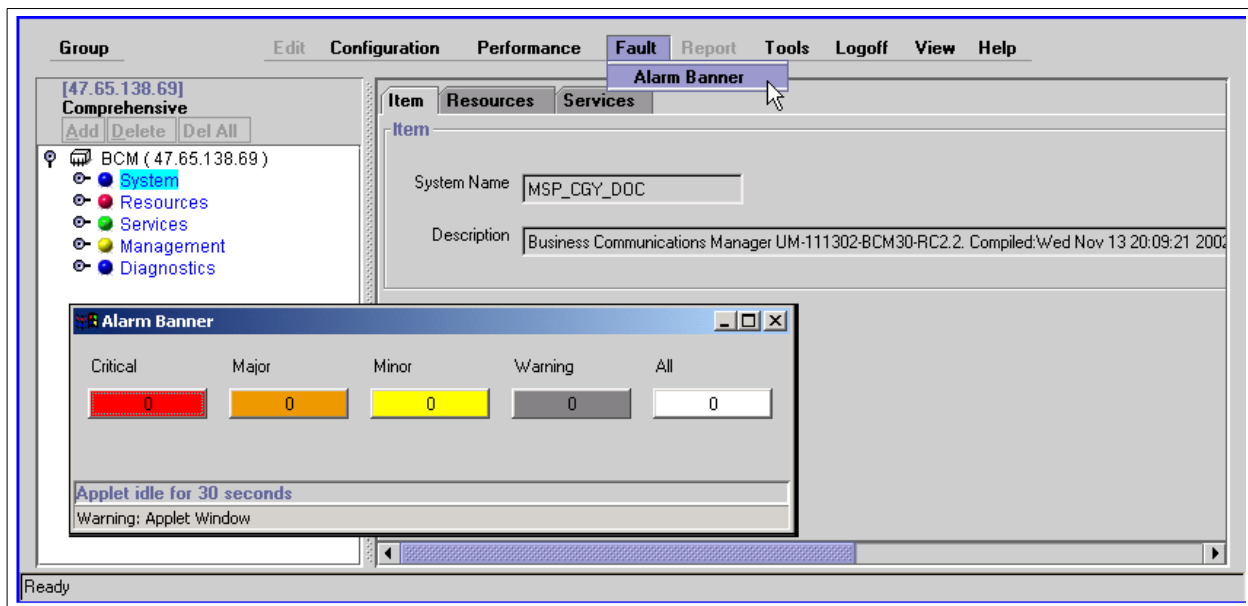 Group Edit Configuration Performance Fault Report Tools Logoff View Help
Alarm Banner
[47.65.138.69]
Comprehensive
Add Delete Del All
BCM ( 47.65.138.69 )
System
Resources
Services
Management
Diagnostics
Item Resources Services
Item
System Name MSP_CGY_DOC
Description Business Communications Manager UM-111302-BCM30-RC2.2. Compiled:Wed Nov 13 20:09:21 2002
Alarm Banner
Critical Major Minor Warning All
0 0 0 0 0
Applet idle for 30 seconds
Warning: Applet Window
Ready